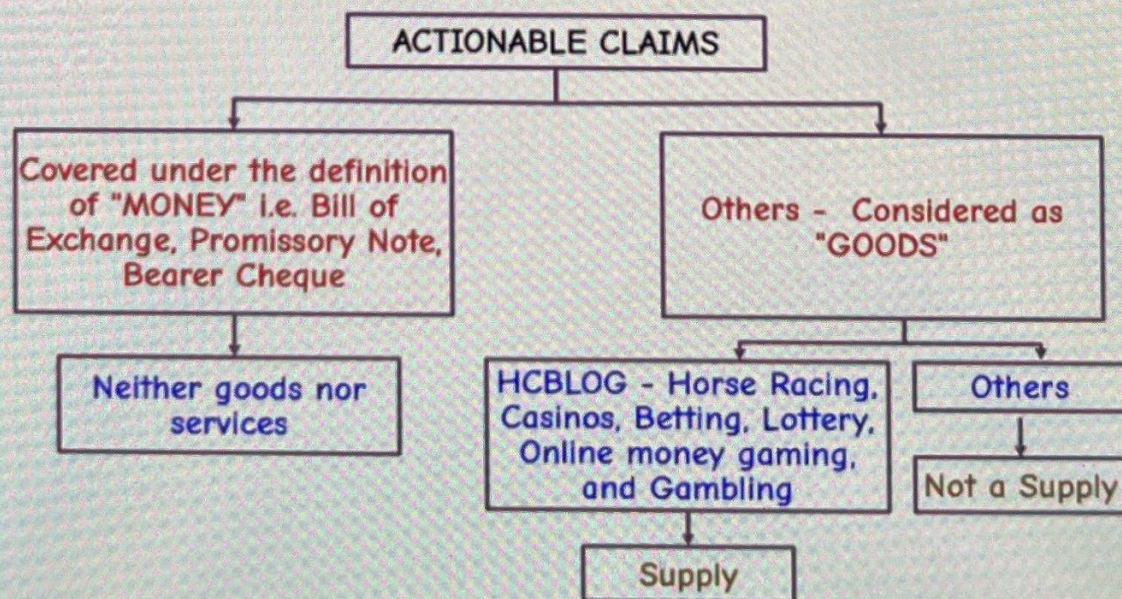 ACTIONABLE CLAIMS
Covered under the definition
of "MONEY" i.e. Bill of
Exchange, Promissory Note,
Bearer Cheque
Others - Considered as
"GOODS"
Neither goods nor
services
HCBLOG - Horse Racing,
Casinos, Betting, Lottery,
Online money gaming,
and Gambling
Others
Not a Supply
Supply